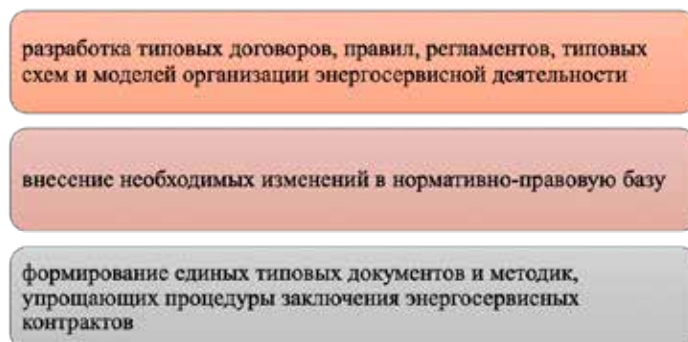 разработка типовых договоров, правил, регламентов, типовых
схем и моделей организации энергосервисной деятельности
внесение необходимых изменений в нормативно-правовую базу
формирование единых типовых документов и методик,
упрощающих процедуры заключения энергосервисных
контрактов